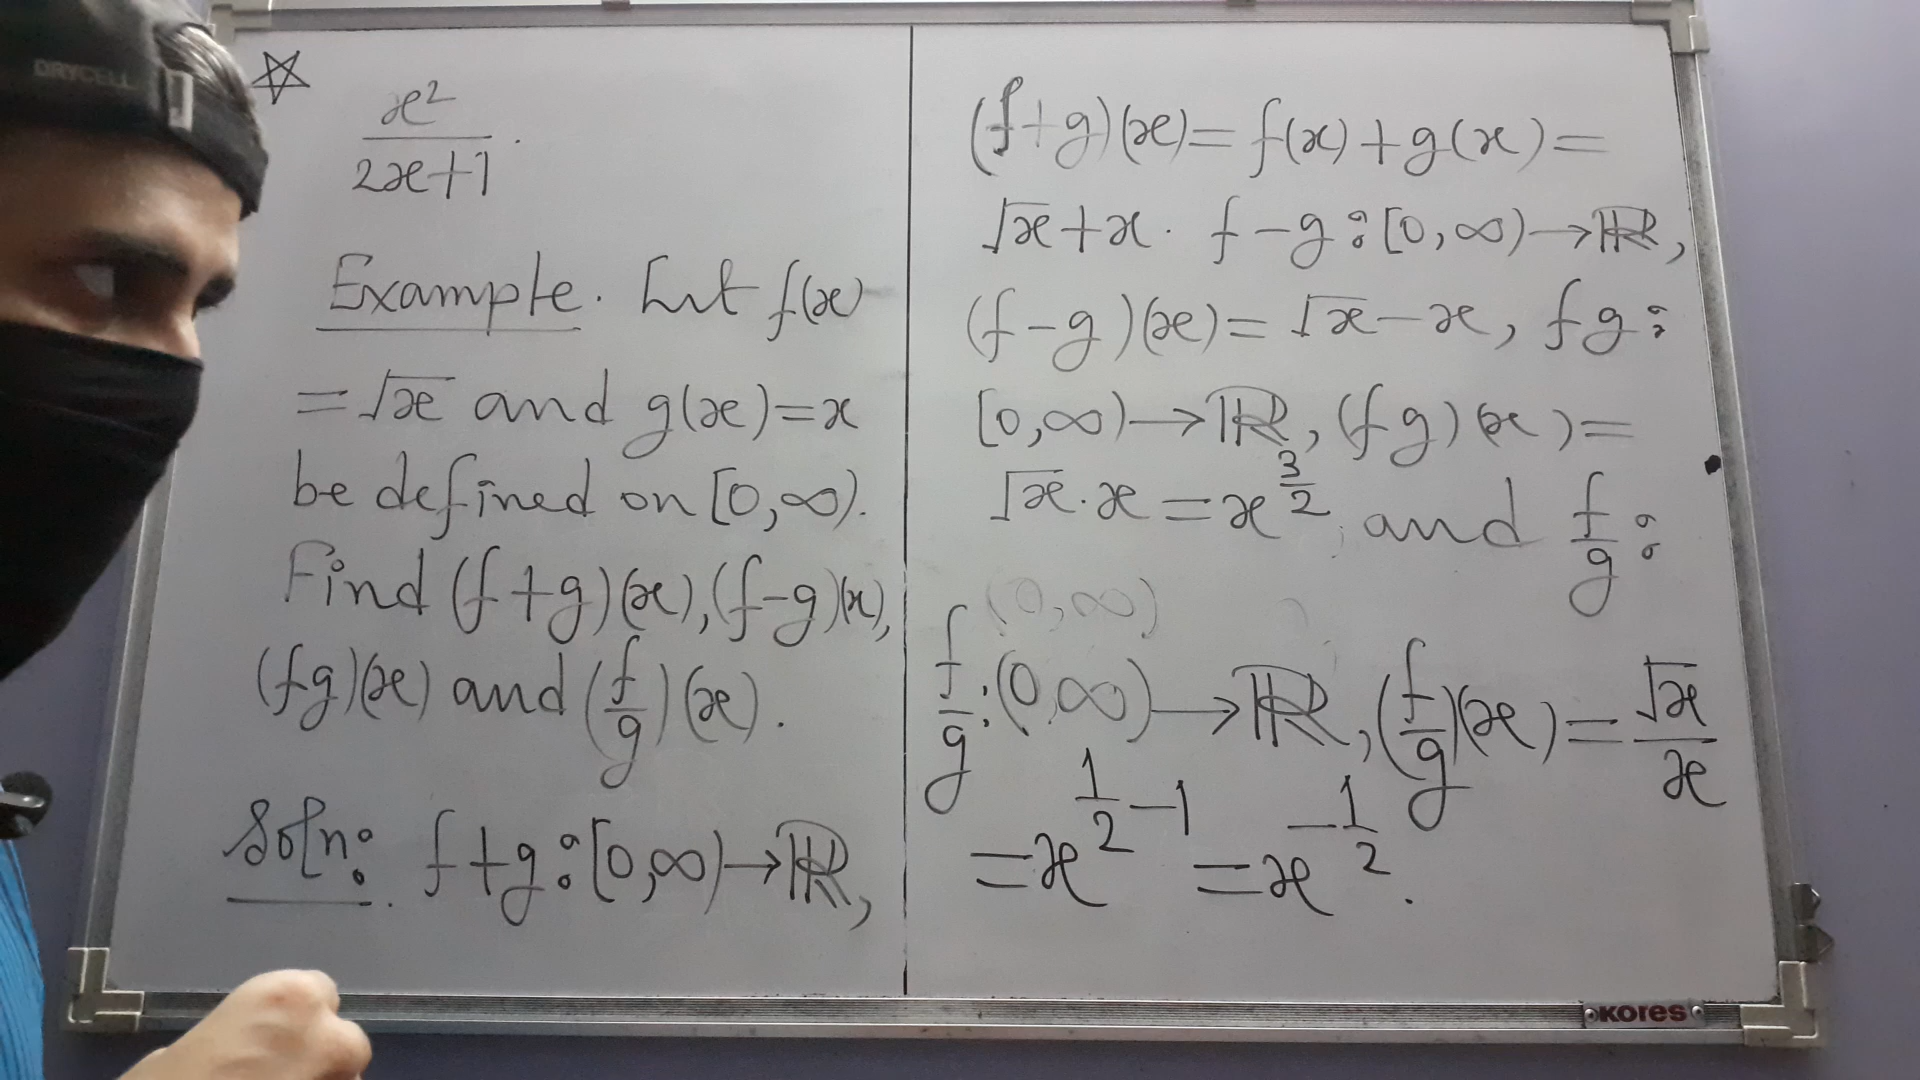 DRYCELL
x²
/
2x+1 .
Example. Let f(x)
= √x and g(x) = x
be defined on [0,∞).
Find (f+g)(x), (f-g)(x),
(fg)(x) and (f/g)(x).
Soln: f+g : [0,∞) → ℝ,
(f+g)(x) = f(x) + g(x) =
√x + x. f-g : [0,∞) → ℝ,
(f-g)(x) = √x - x, fg :
[0,∞) → ℝ, (fg)(x) =
√x . x = x^(3/2), and f/g :
(0,∞)
f/g : (0,∞) → ℝ, (f/g)(x) = √x/x
= x^(1/2 - 1) = x^(-1/2).
KORES